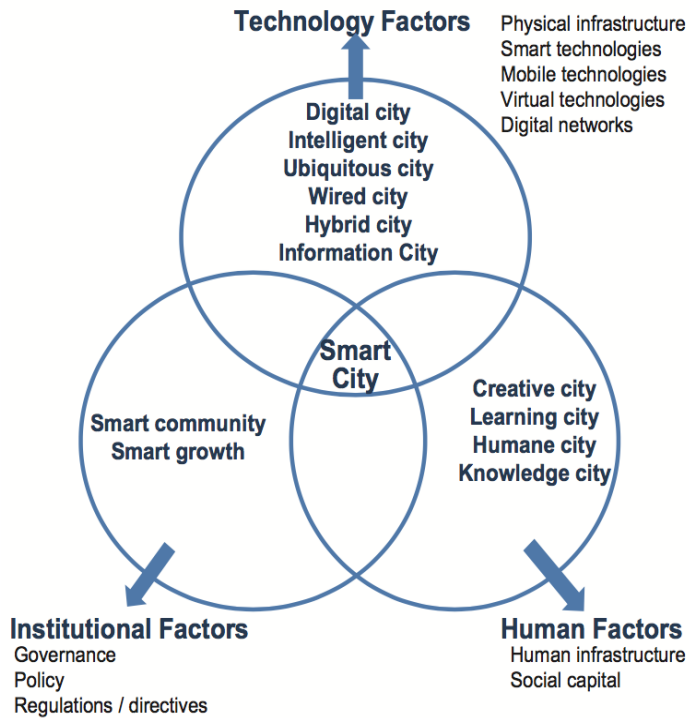 Technology Factors
Physical infrastructure
Smart technologies
Mobile technologies
Virtual technologies
Digital networks
Digital city
Intelligent city
Ubiquitous city
Wired city
Hybrid city
Information City
Smart
City
Smart community
Smart growth
Creative city
Learning city
Humane city
Knowledge city
Institutional Factors
Governance
Policy
Regulations / directives
Human Factors
Human infrastructure
Social capital